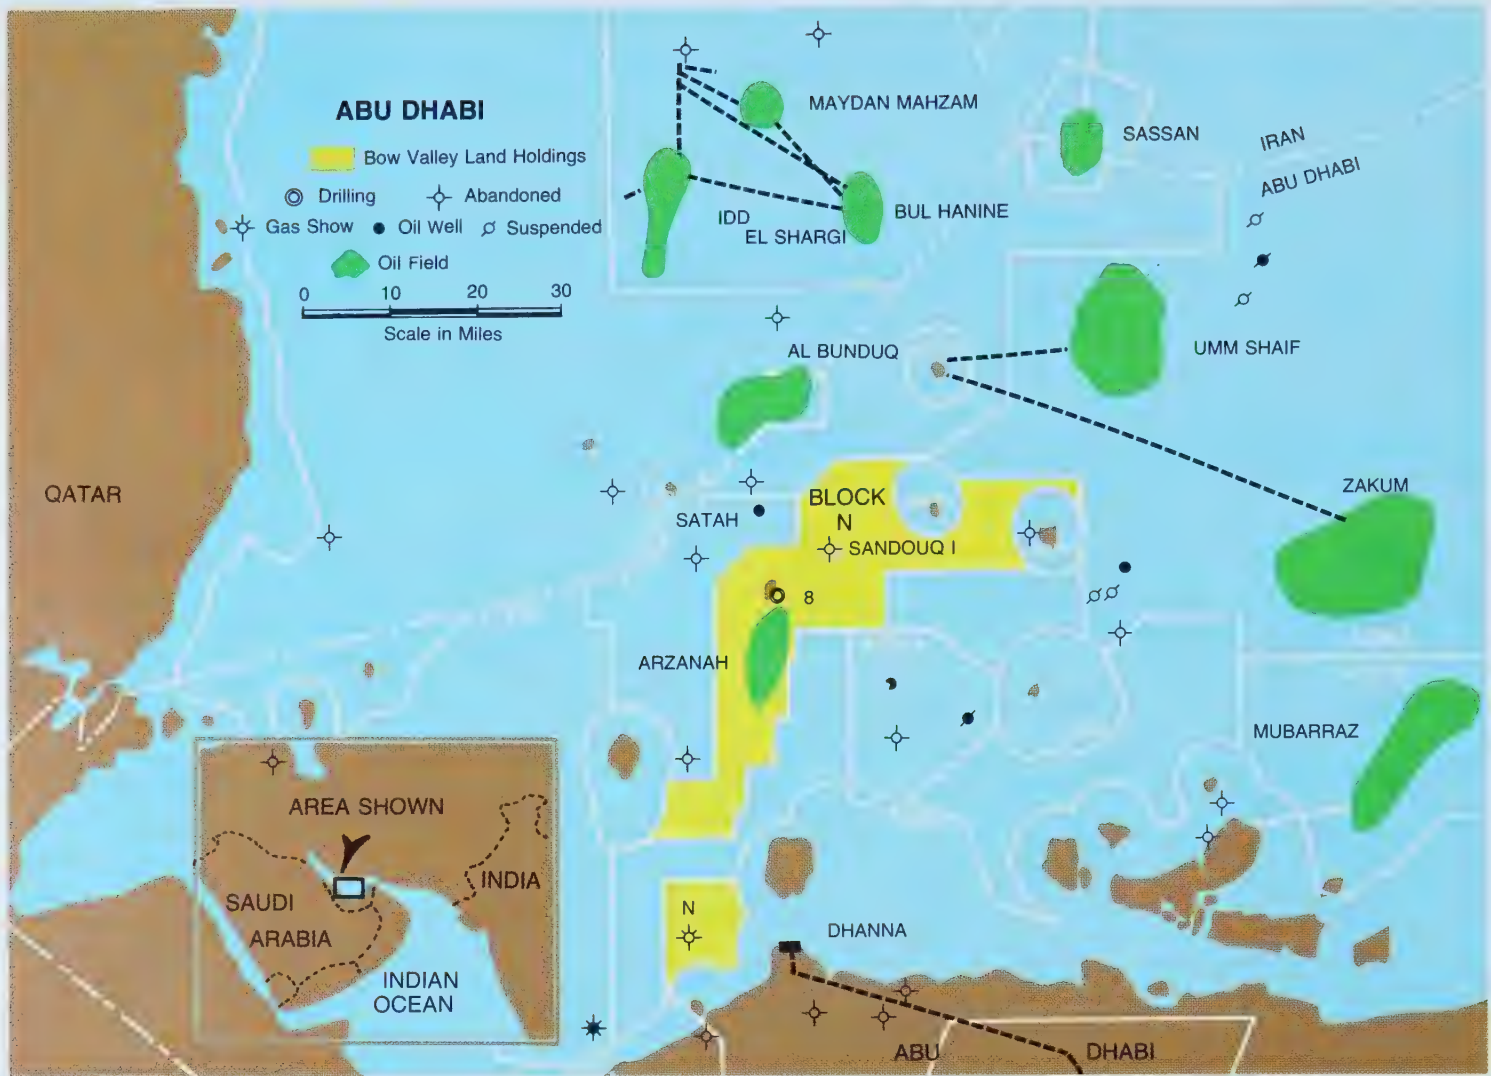 ABU DHABI
Bow Valley Land Holdings
Drilling
Abandoned
Gas Show
Oil Well
Suspended
Oil Field
0 10 20 30
Scale in Miles
MAYDAN MAHZAM
SASSAN
IRAN
ABU DHABI
IDD
EL SHARGI
BUL HANINE
AL BUNDUQ
UMM SHAIF
ZAKUM
QATAR
SATAH
BLOCK
N
SANDOUQ I
8
ARZANAH
MUBARRAZ
AREA SHOWN
INDIA
SAUDI
ARABIA
INDIAN
OCEAN
N
DHANNA
ABU DHABI